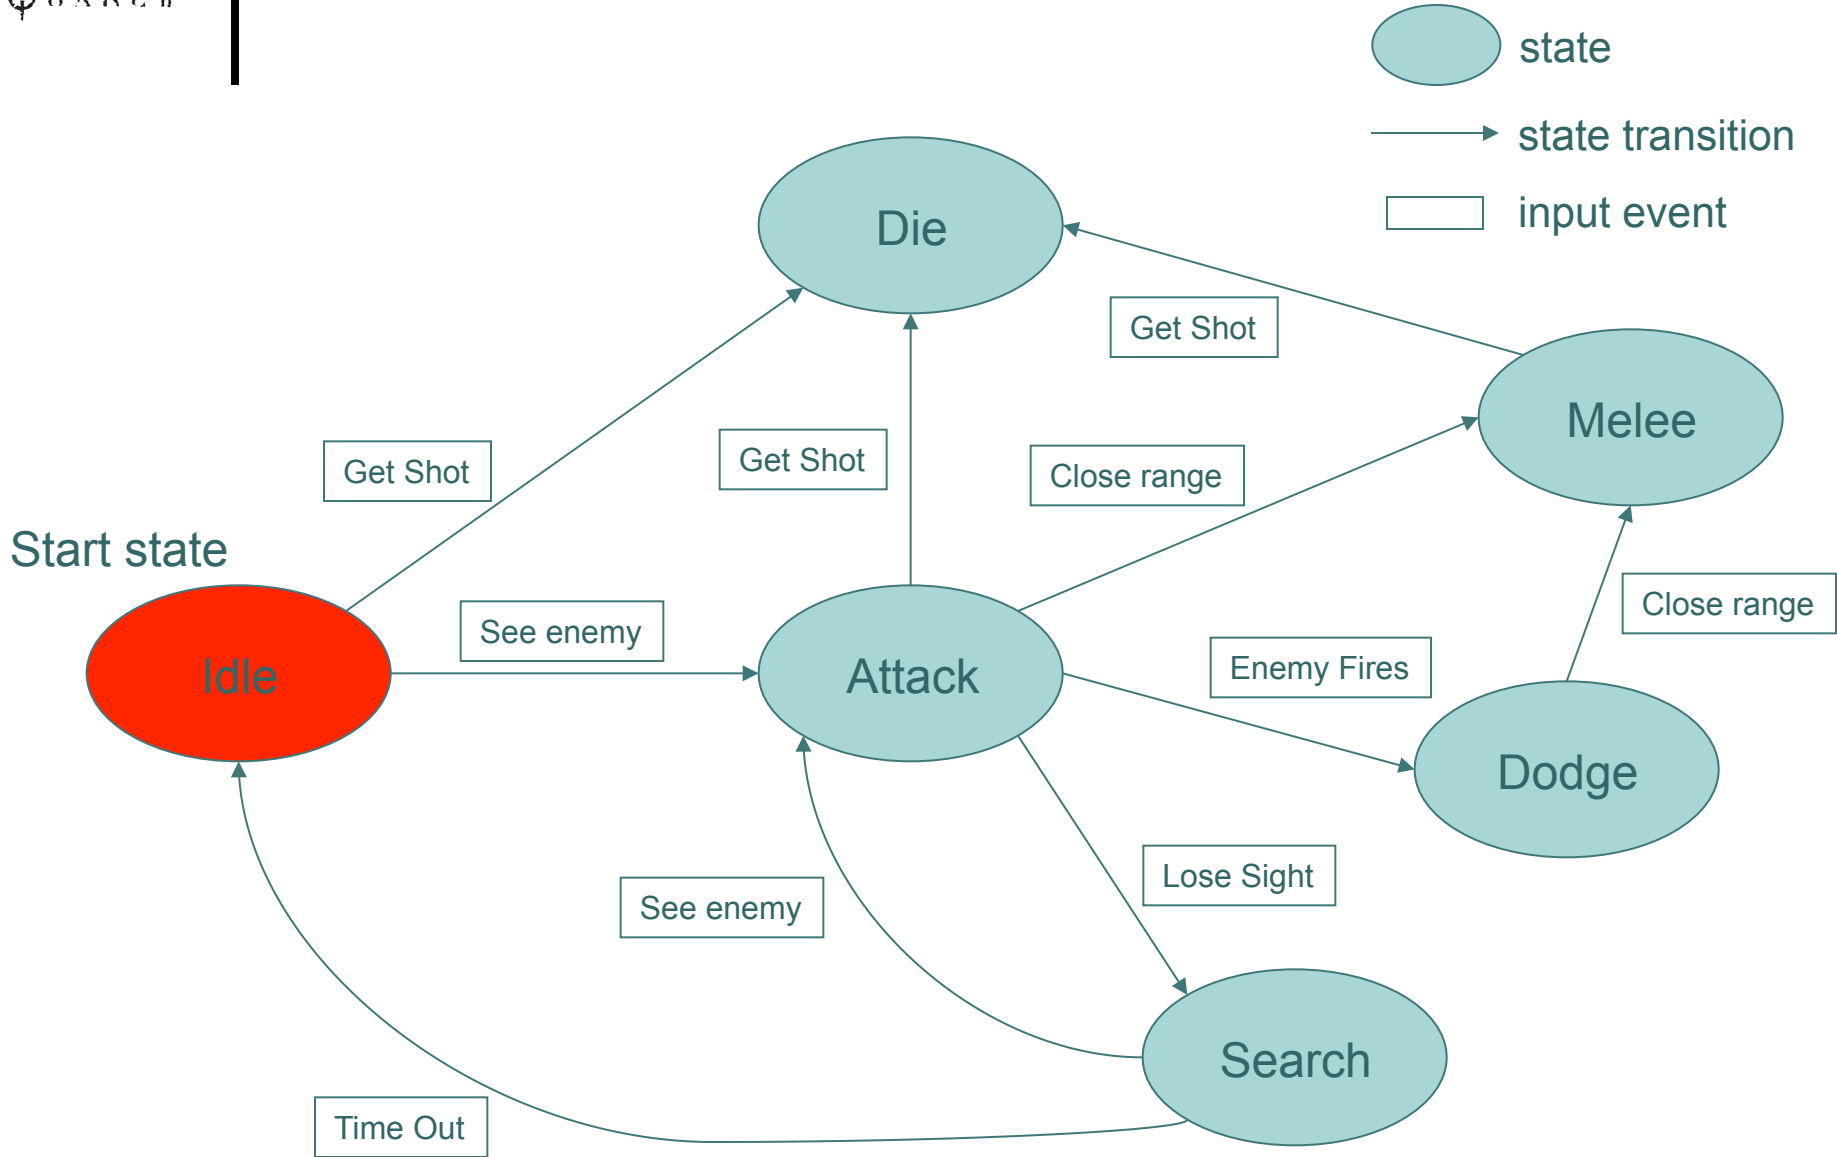 state
state transition
input event
Die
Get Shot
Melee
Get Shot
Get Shot
Close range
Start state
See enemy
Close range
Idle
Attack
Enemy Fires
Dodge
See enemy
Lose Sight
Search
Time Out